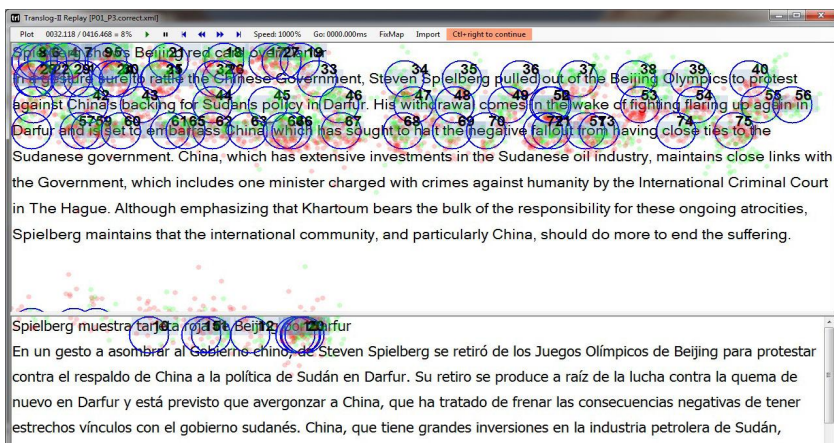 Translog-II Replay [P01_P3.correct.xml]
Plot 0032.118 / 0416.468 = 8% Speed: 1000% Go: 0000.000ms FixMap Import Ctl+right to continue
Spielberg Shows Beijing red card over Darfur
In a gesture sure to rattle the Chinese Government, Steven Spielberg pulled out of the Beijing Olympics to protest
against China's backing for Sudan's policy in Darfur. His withdrawal comes in the wake of fighting flaring up again in
Darfur and is set to embarrass China, which has sought to halt the negative fallout from having close ties to the
Sudanese government. China, which has extensive investments in the Sudanese oil industry, maintains close links with
the Government, which includes one minister charged with crimes against humanity by the International Criminal Court
in The Hague. Although emphasizing that Khartoum bears the bulk of the responsibility for these ongoing atrocities,
Spielberg maintains that the international community, and particularly China, should do more to end the suffering.
Spielberg muestra tarjeta roja a Beijing por Darfur
En un gesto a asombrar al Gobierno chino, de Steven Spielberg se retiró de los Juegos Olímpicos de Beijing para protestar
contra el respaldo de China a la política de Sudán en Darfur. Su retiro se produce a raíz de la lucha contra la quema de
nuevo en Darfur y está previsto que avergonzar a China, que ha tratado de frenar las consecuencias negativas de tener
estrechos vínculos con el gobierno sudanés. China, que tiene grandes inversiones en la industria petrolera de Sudán,